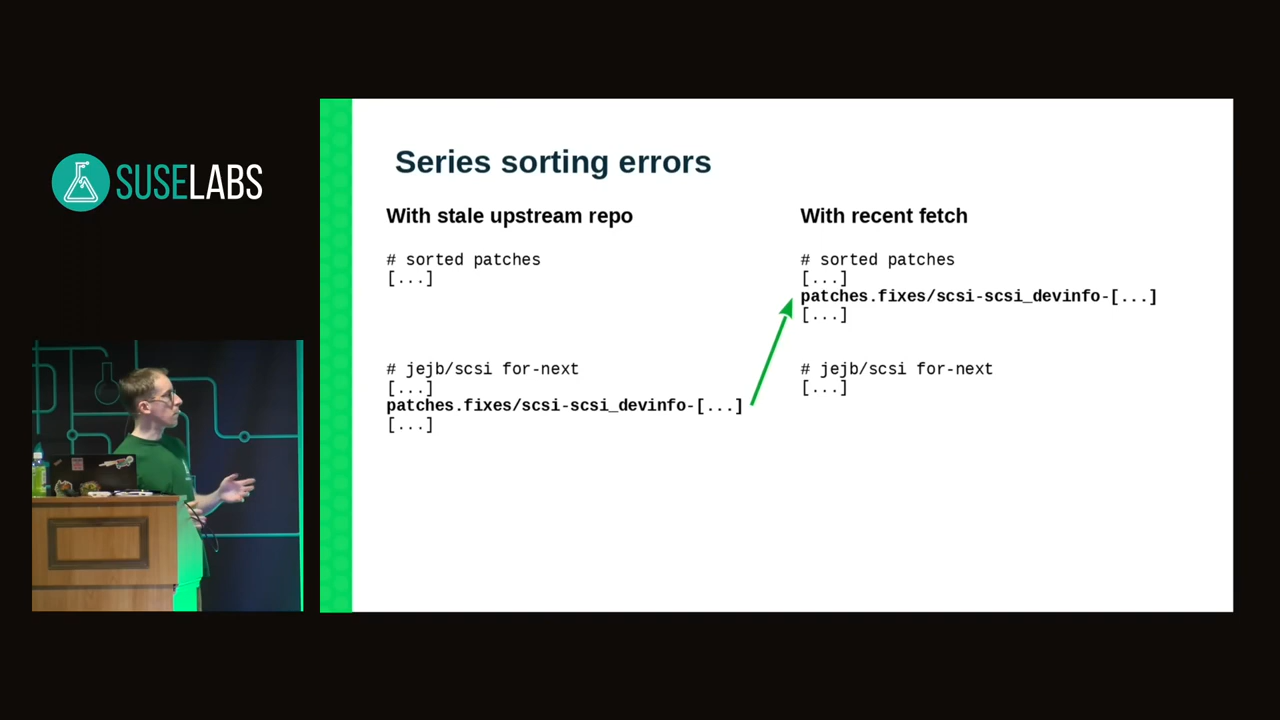 SUSELABS
Series sorting errors
With stale upstream repo
# sorted patches
[...]
# jejb/scsi for-next
[...]
patches.fixes/scsi-scsi_devinfo-[...]
[...]
With recent fetch
# sorted patches
[...]
patches.fixes/scsi-scsi_devinfo-[...]
[...]
# jejb/scsi for-next
[...]